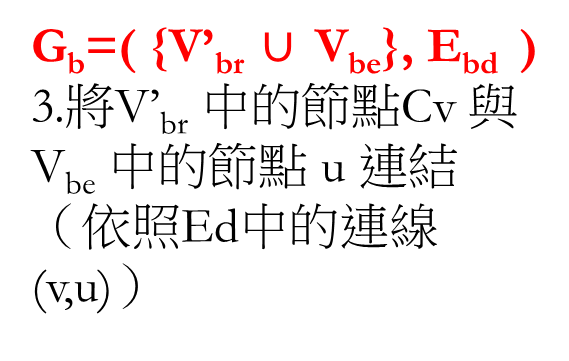 Gb=( {V’br ∪ Vbe}, Ebd )
3.將V’br 中的節點Cv 與
Vbe 中的節點 u 連結
（依照Ed中的連線
(v,u)）